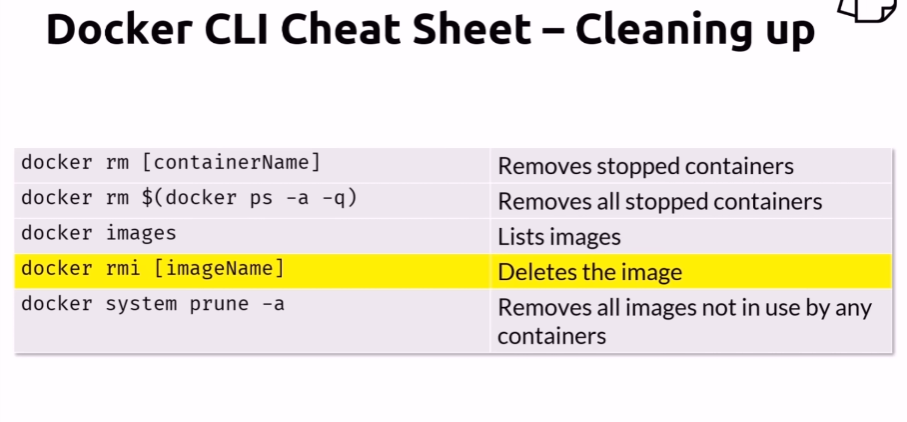 Docker CLI Cheat Sheet – Cleaning up
docker rm [containerName] Removes stopped containers
docker rm $(docker ps -a -q) Removes all stopped containers
docker images Lists images
docker rmi [imageName] Deletes the image
docker system prune -a Removes all images not in use by any
containers